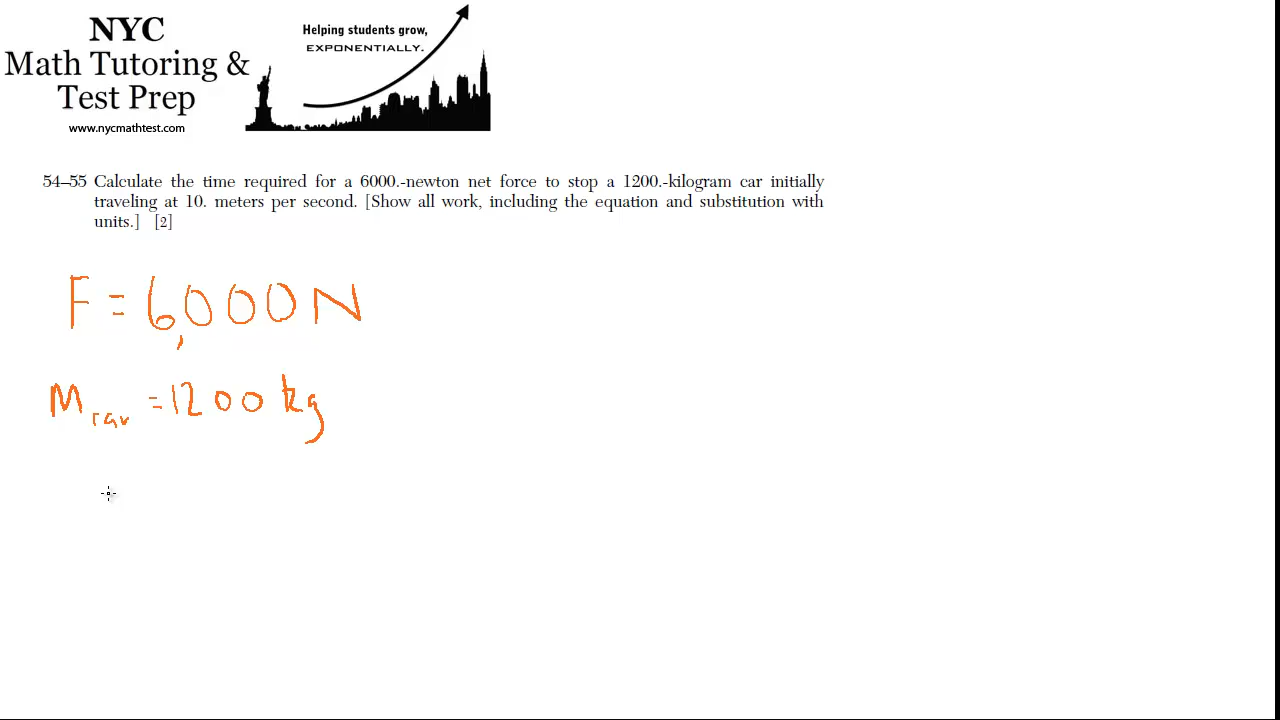 NYC
Math Tutoring &
Test Prep
www.nycmathtest.com
Helping students grow,
EXPONENTIALLY.
54–55 Calculate the time required for a 6000.-newton net force to stop a 1200.-kilogram car initially
traveling at 10. meters per second. [Show all work, including the equation and substitution with
units.] [2]
F = 6,000 N
M car = 1200 kg